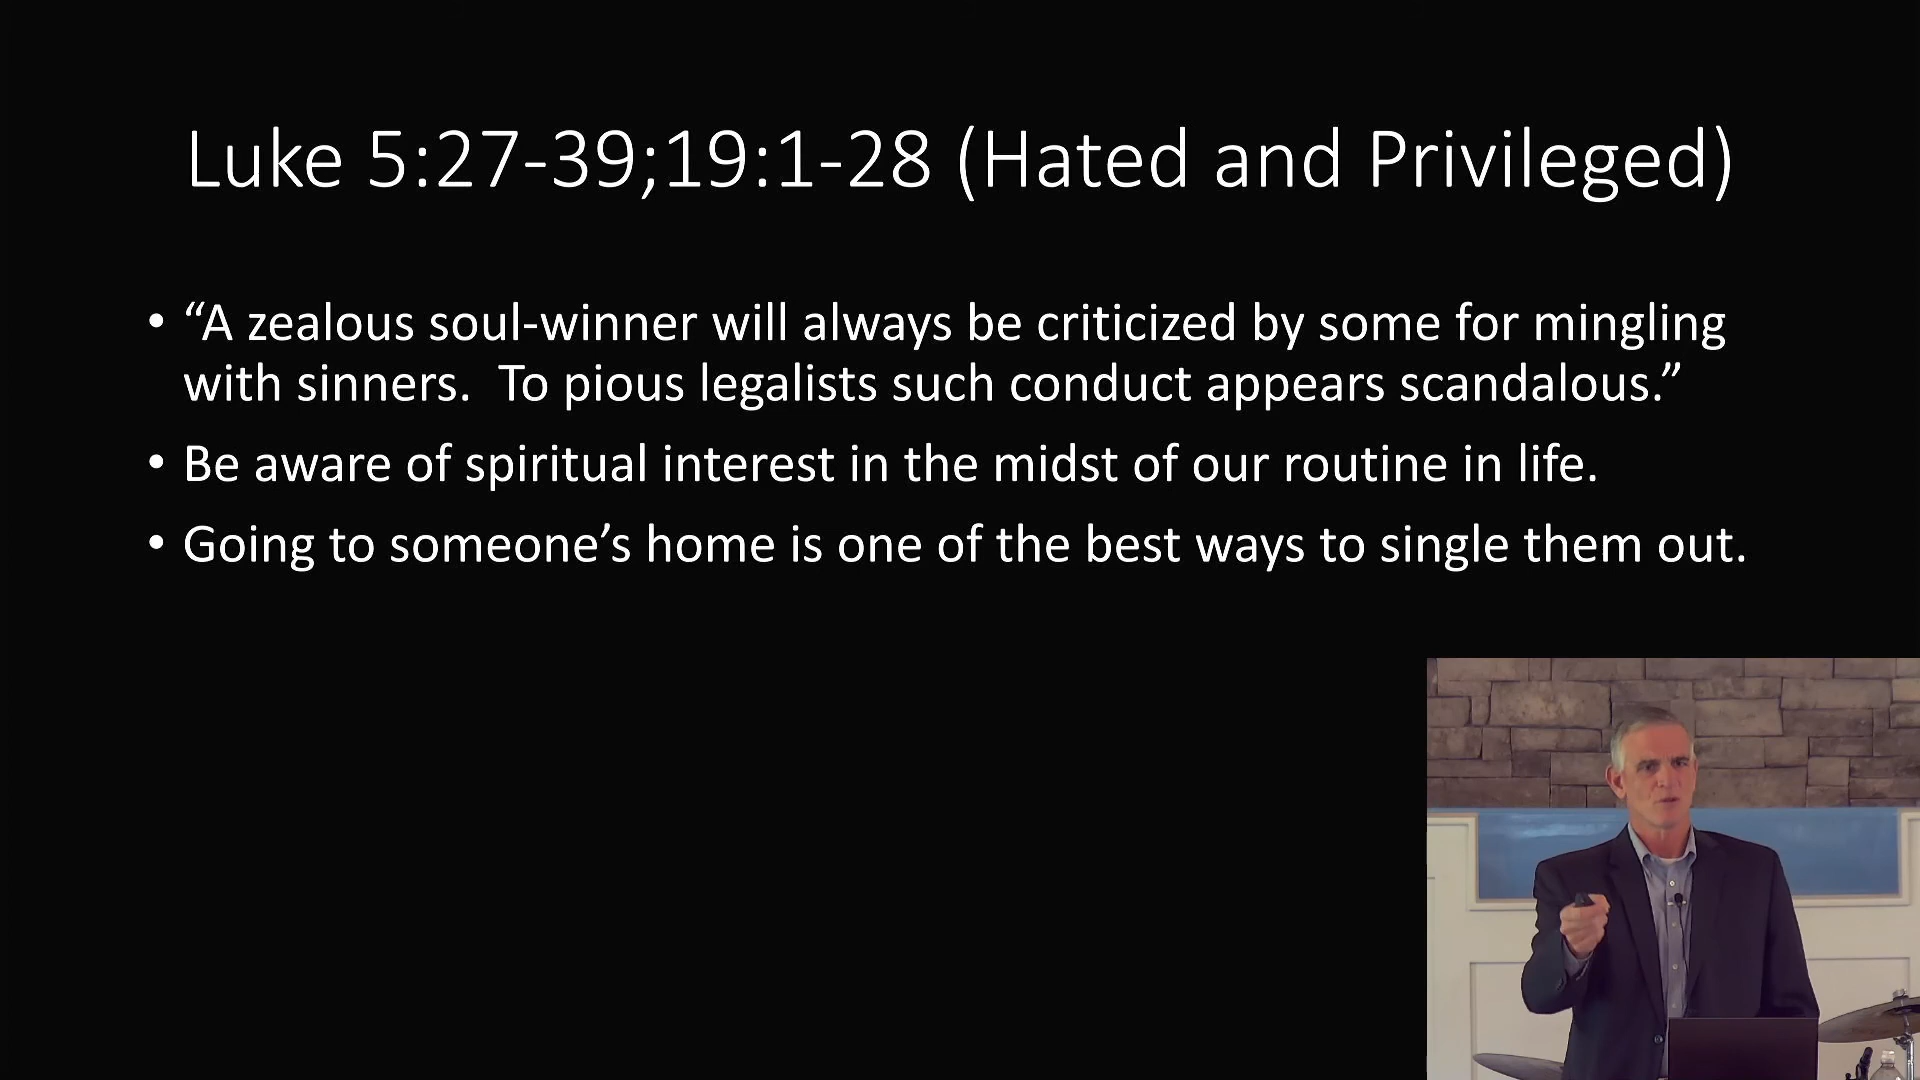 Luke 5:27-39;19:1-28 (Hated and Privileged)
• “A zealous soul-winner will always be criticized by some for mingling
with sinners.  To pious legalists such conduct appears scandalous.”
• Be aware of spiritual interest in the midst of our routine in life.
• Going to someone’s home is one of the best ways to single them out.